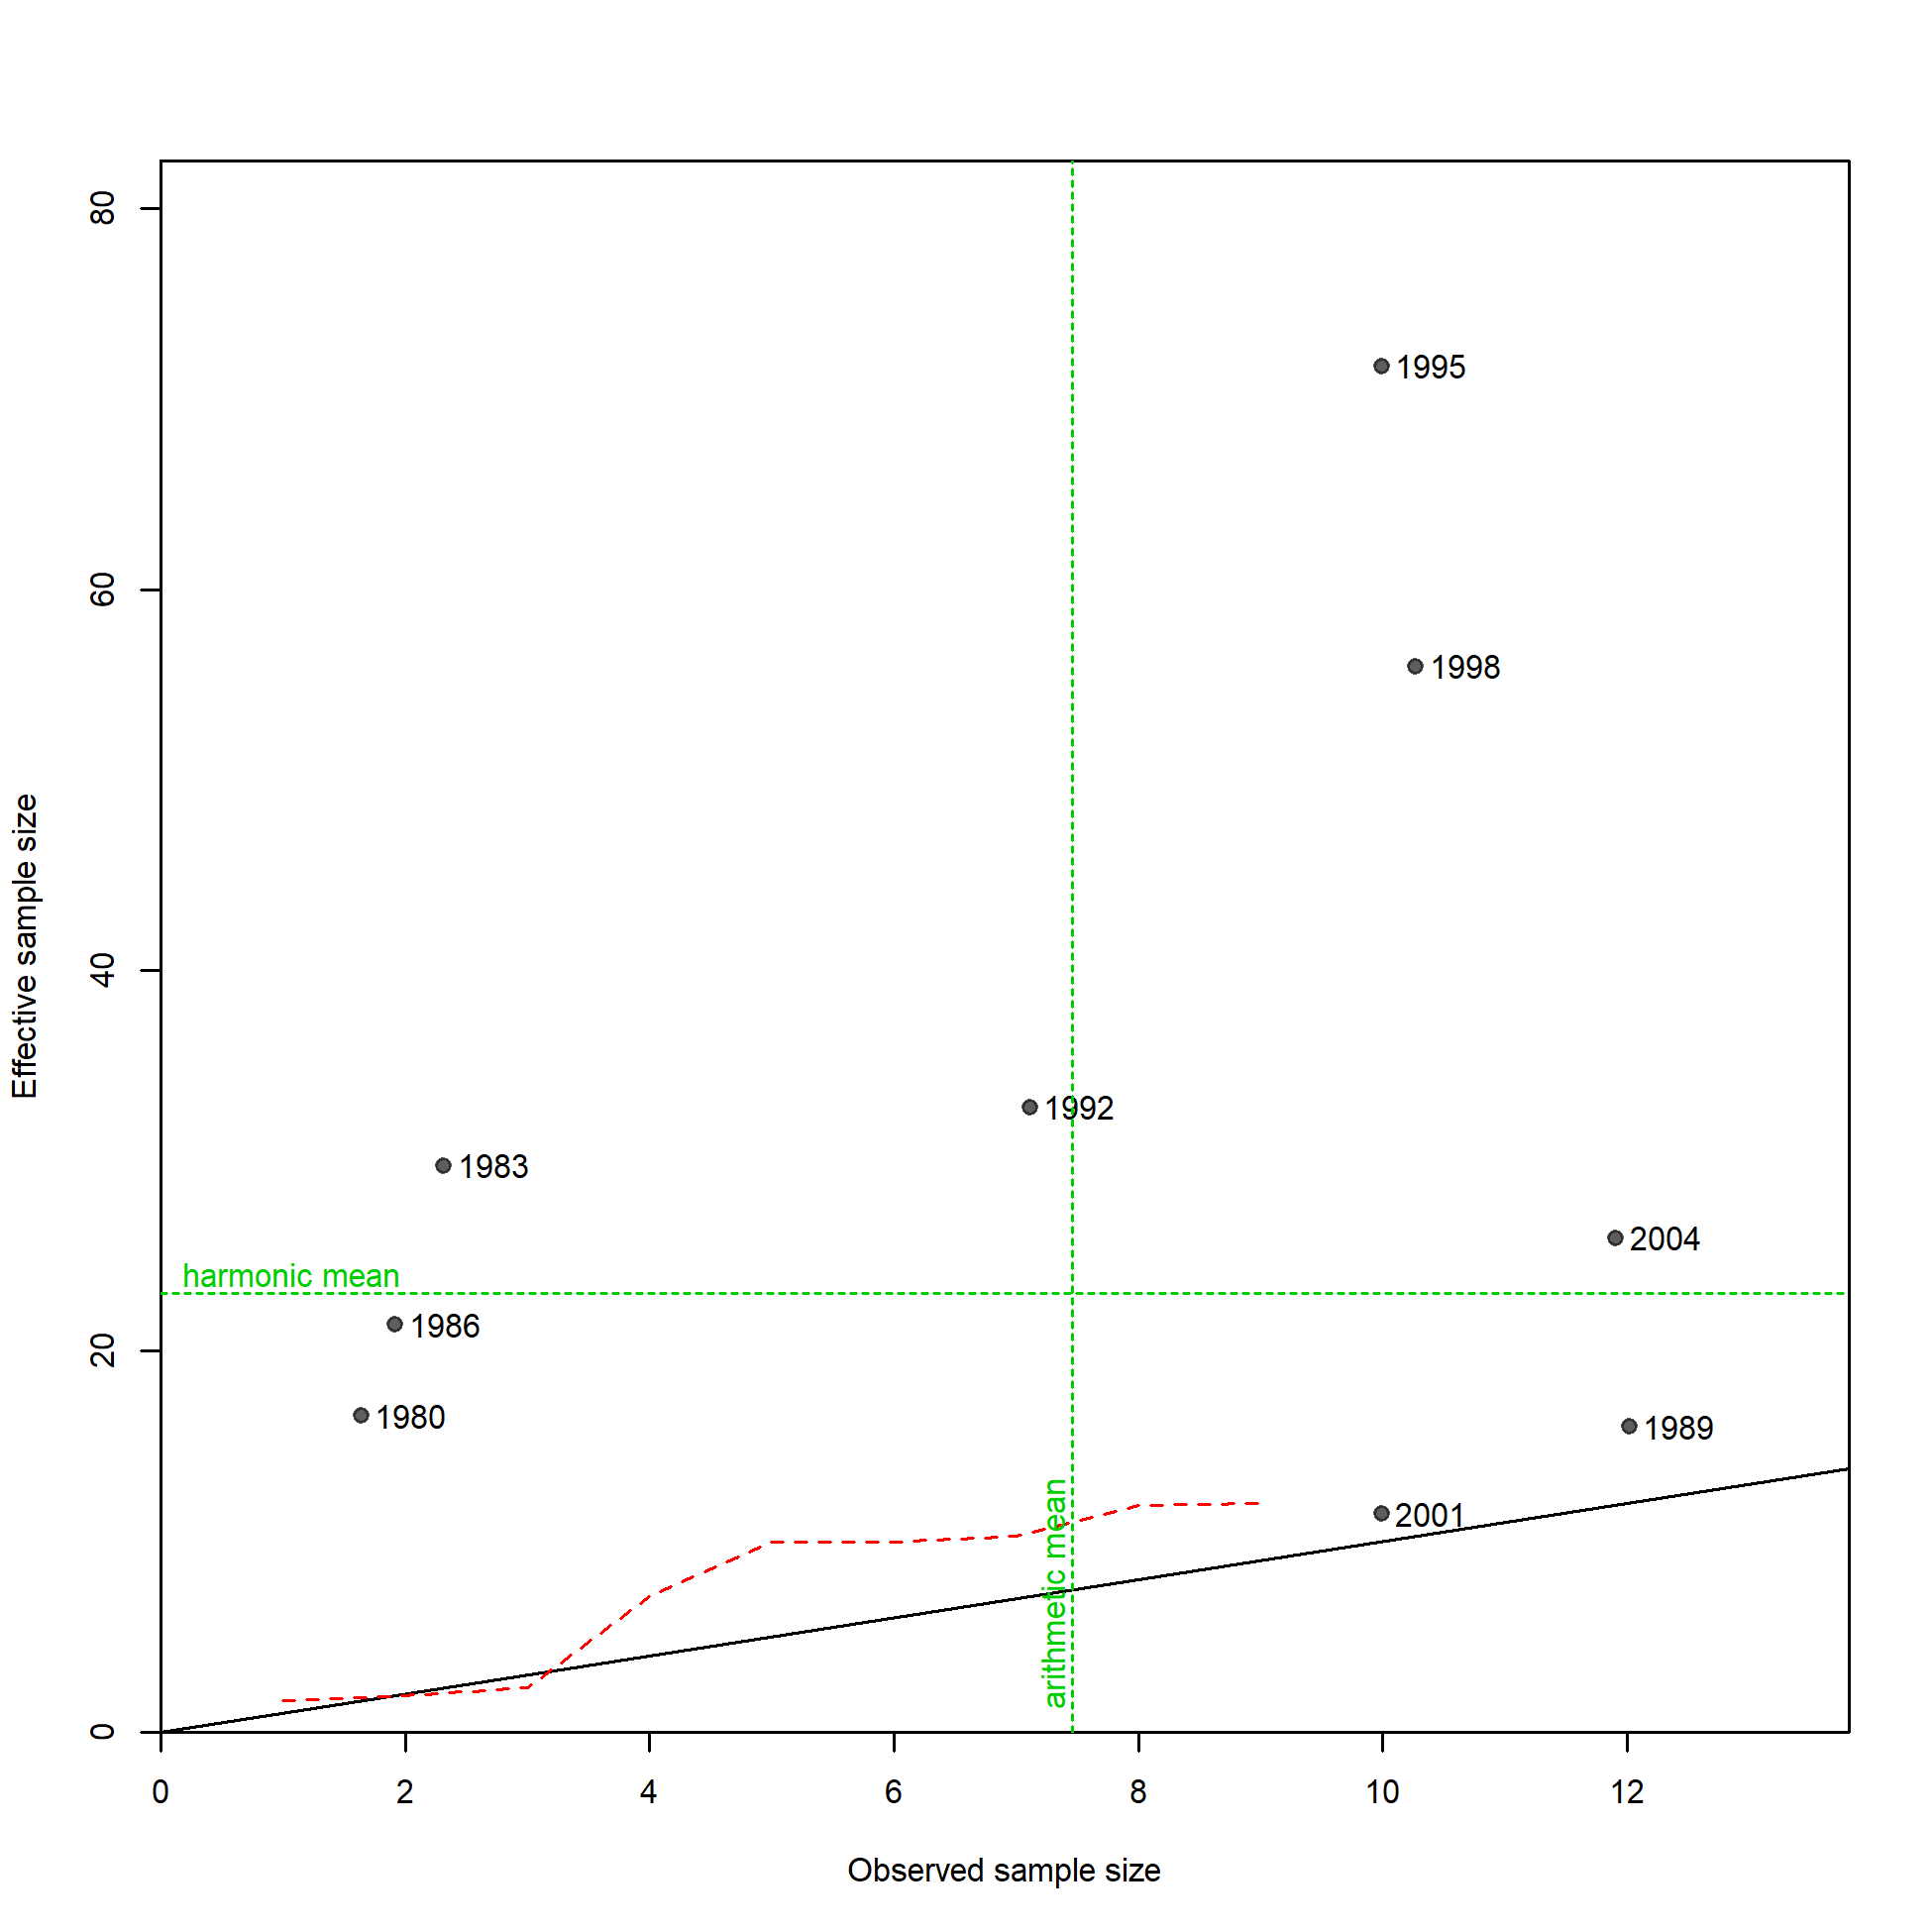 80
60
40
20
0
Effective sample size
1995
1998
1992
1983
2004
harmonic mean
1986
1980
1989
2001
arithmetic mean
0 2 4 6 8 10 12
Observed sample size